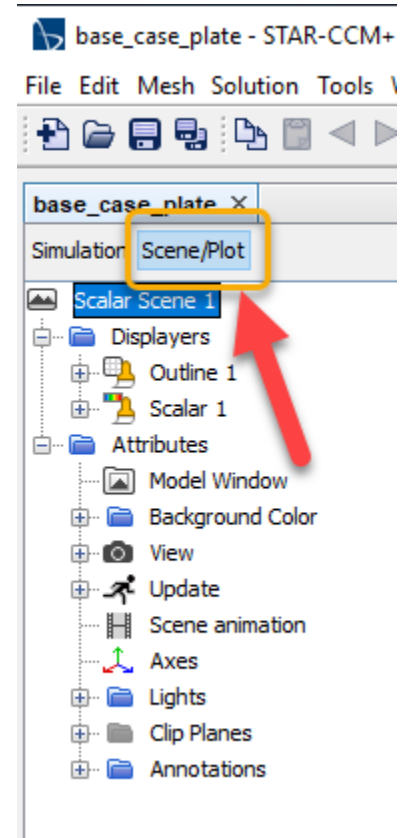 base_case_plate - STAR-CCM+
File Edit Mesh Solution Tools
base_case_plate ×
Simulation Scene/Plot
Scalar Scene 1
Displayers
Outline 1
Scalar 1
Attributes
Model Window
Background Color
View
Update
Scene animation
Axes
Lights
Clip Planes
Annotations